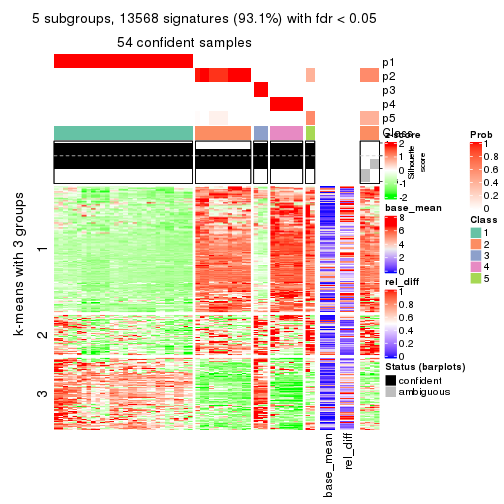 5 subgroups, 13568 signatures (93.1%) with fdr < 0.05
54 confident samples
p1
p2
p3
p4
p5
Class
z-score
2
1
0
-1
-2
Silhouette
score
base_mean
8
6
4
2
0
rel_diff
1
0.8
0.6
0.4
0.2
0
Status (barplots)
confident
ambiguous
Prob
1
0.8
0.6
0.4
0.2
0
Class
1
2
3
4
5
k-means with 3 groups
1
2
3
base_mean
rel_diff